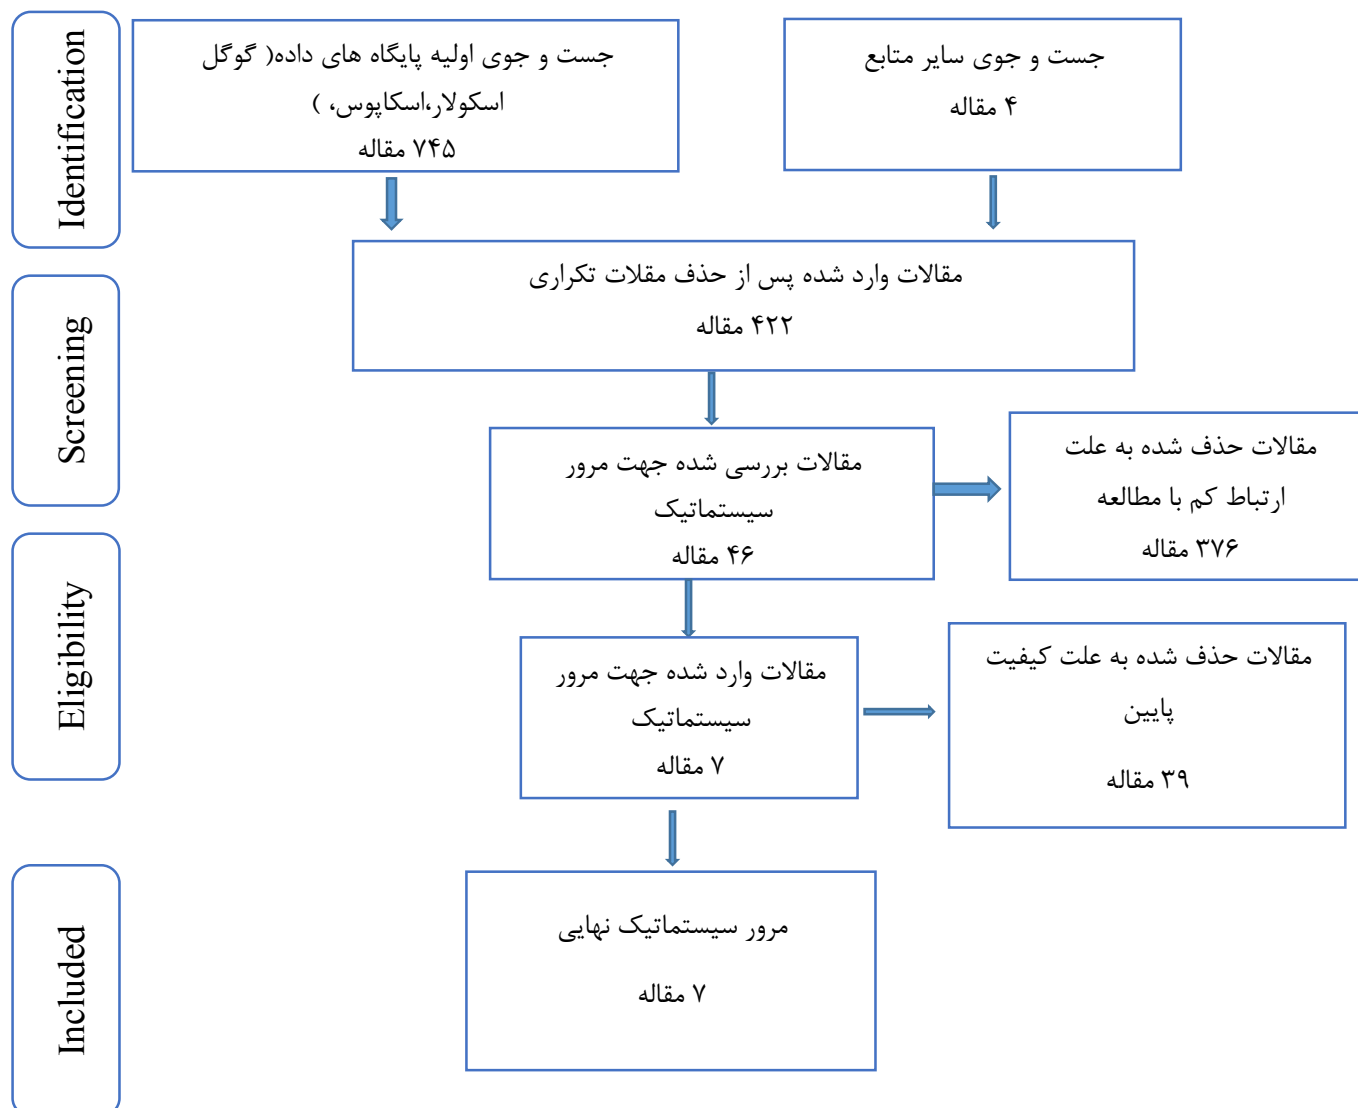 Identification
جست و جوی اولیه پایگاه های داده( گوگل
اسکولار،اسکاپوس، )
۷۴۵ مقاله
جست و جوی سایر متابع
۴ مقاله
مقالات وارد شده پس از حذف مقلات تکراری
۴۲۲ مقاله
Screening
مقالات بررسی شده جهت مرور
سیستماتیک
۴۶ مقاله
مقالات حذف شده به علت
ارتباط کم با مطالعه
۳۷۶ مقاله
Eligibility
مقالات وارد شده جهت مرور
سیستماتیک
۷ مقاله
مقالات حذف شده به علت کیفیت
پایین
۳۹ مقاله
Included
مرور سیستماتیک نهایی
۷ مقاله